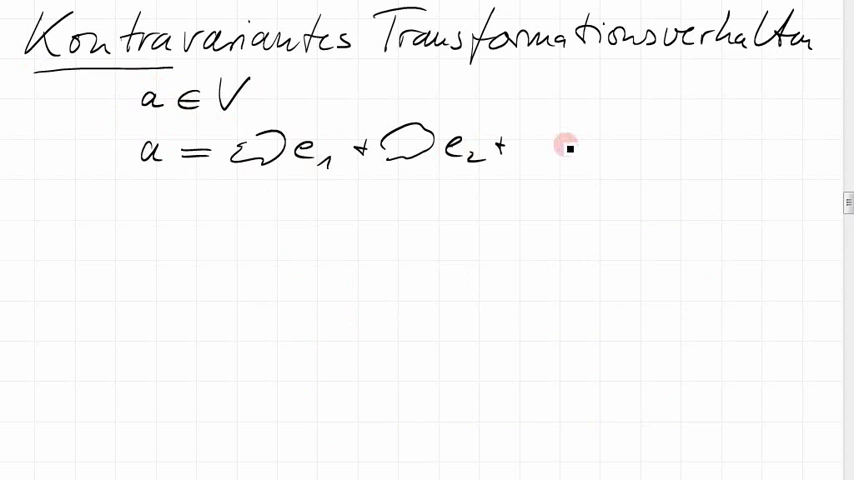 Kontravariantes Transformationsverhalten
a ∈ V
a = e₁ + e₂ +